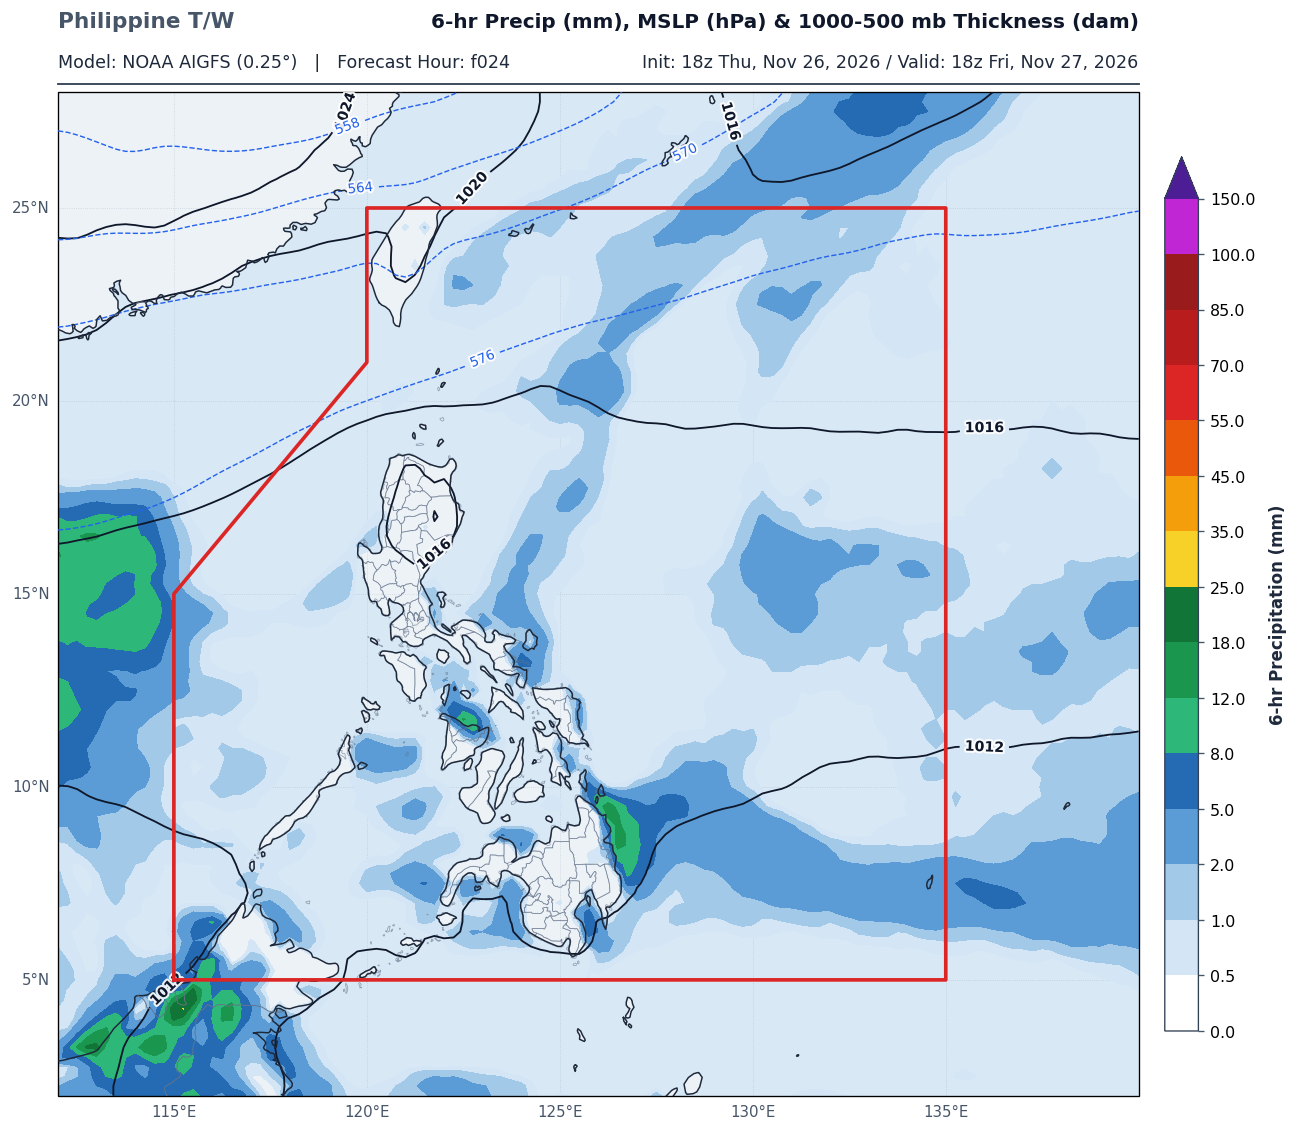 Philippine T/W
6-hr Precip (mm), MSLP (hPa) & 1000-500 mb Thickness (dam)
Model: NOAA AIGFS (0.25°) | Forecast Hour: f024
Init: 18z Thu, Nov 26, 2026 / Valid: 18z Fri, Nov 27, 2026
1024
558
1016
570
564
1020
25°N
576
20°N
1016
1016
15°N
1012
10°N
5°N
1012
115°E
120°E
125°E
130°E
135°E
150.0
100.0
85.0
70.0
55.0
45.0
35.0
25.0
18.0
12.0
8.0
5.0
2.0
1.0
0.5
0.0
6-hr Precipitation (mm)